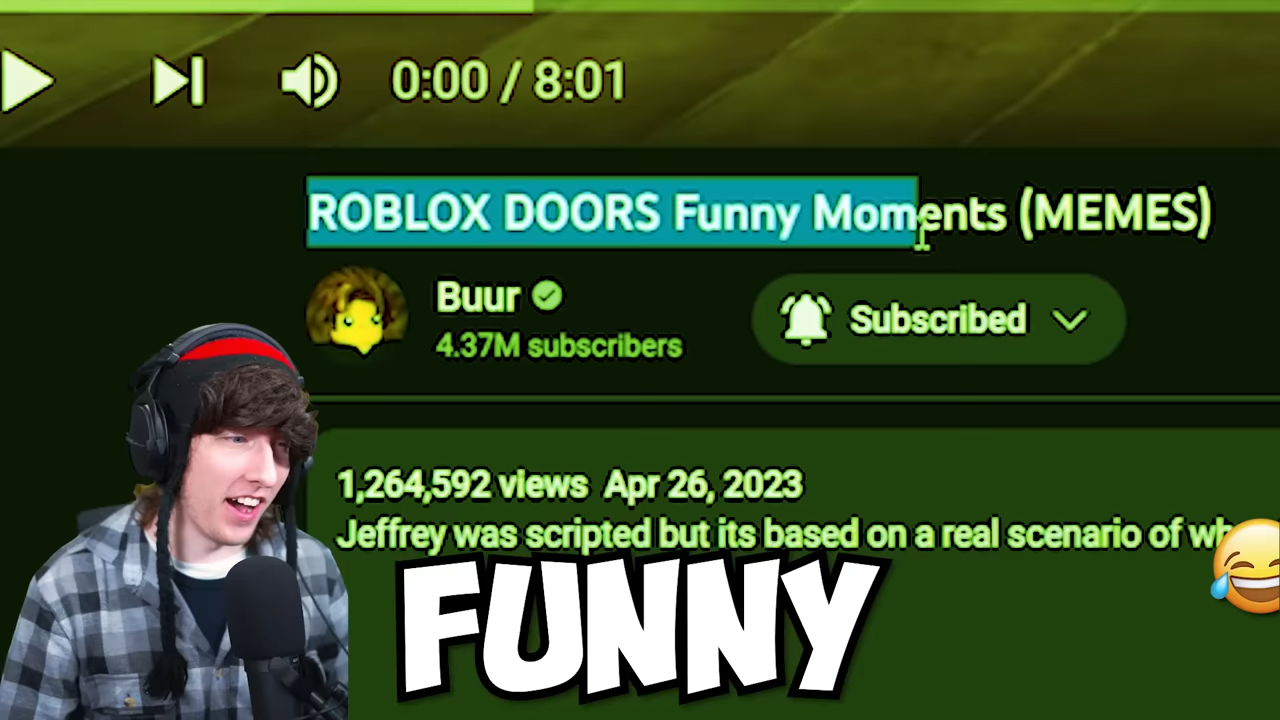 0:00 / 8:01
ROBLOX DOORS Funny Moments (MEMES)
Buur
4.37M subscribers
Subscribed
1,264,592 views Apr 26, 2023
Jeffrey was scripted but its based on a real scenario of
FUNNY